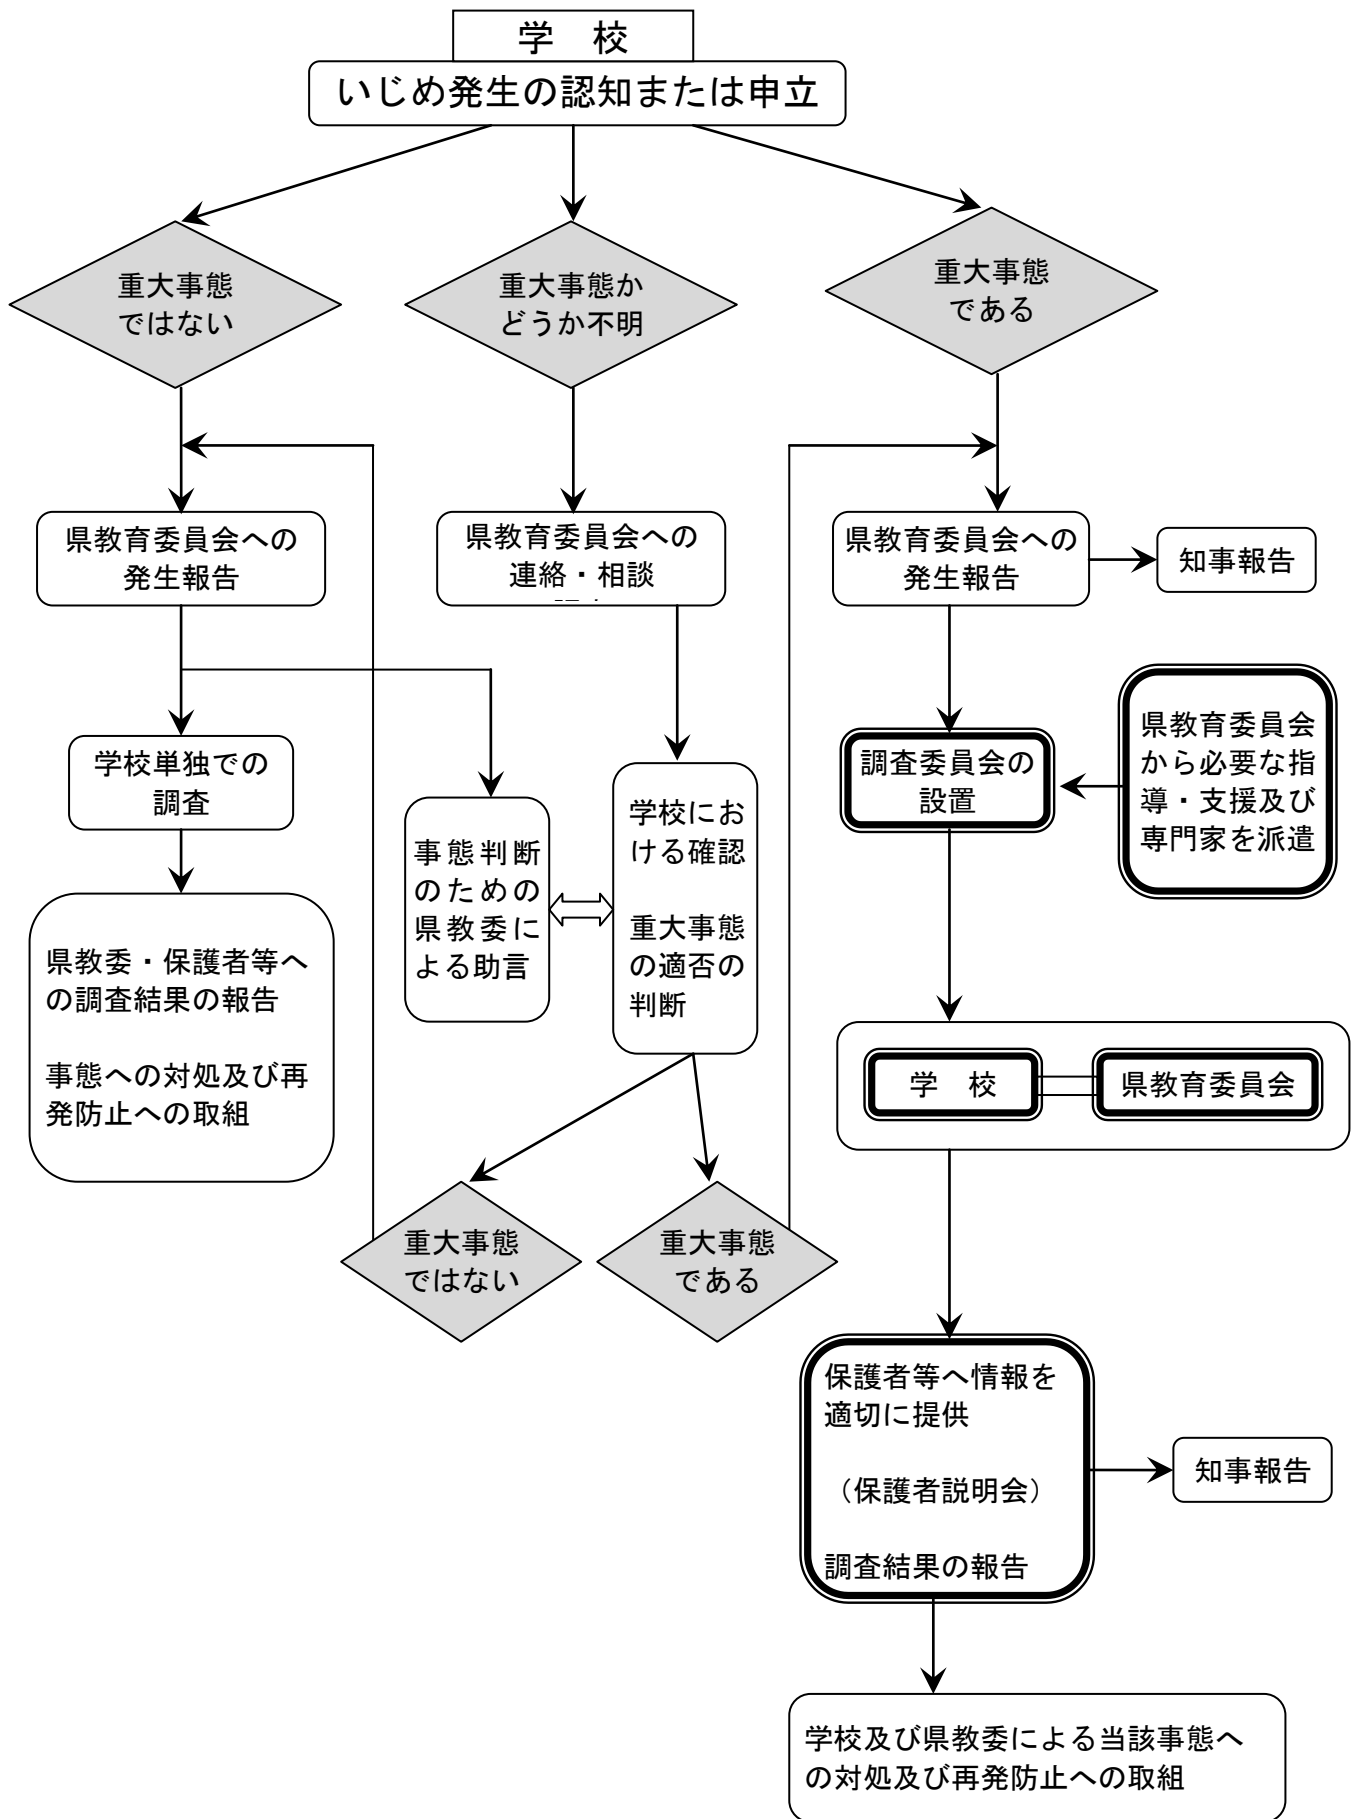 学　校
いじめ発生の認知または申立
重大事態
ではない
重大事態か
どうか不明
重大事態
である
県教育委員会への
発生報告
県教育委員会への
連絡・相談
県教育委員会への
発生報告
知事報告
学校単独での
調査
調査委員会の
設置
県教育委員会
から必要な指
導・支援及び
専門家を派遣
事態判断
のための
県教委に
よる助言
学校にお
ける確認
重大事態
の適否の
判断
県教委・保護者等へ
の調査結果の報告
事態への対処及び再
発防止への取組
学　校
県教育委員会
重大事態
ではない
重大事態
である
保護者等へ情報を
適切に提供
（保護者説明会）
調査結果の報告
知事報告
学校及び県教委による当該事態へ
の対処及び再発防止への取組